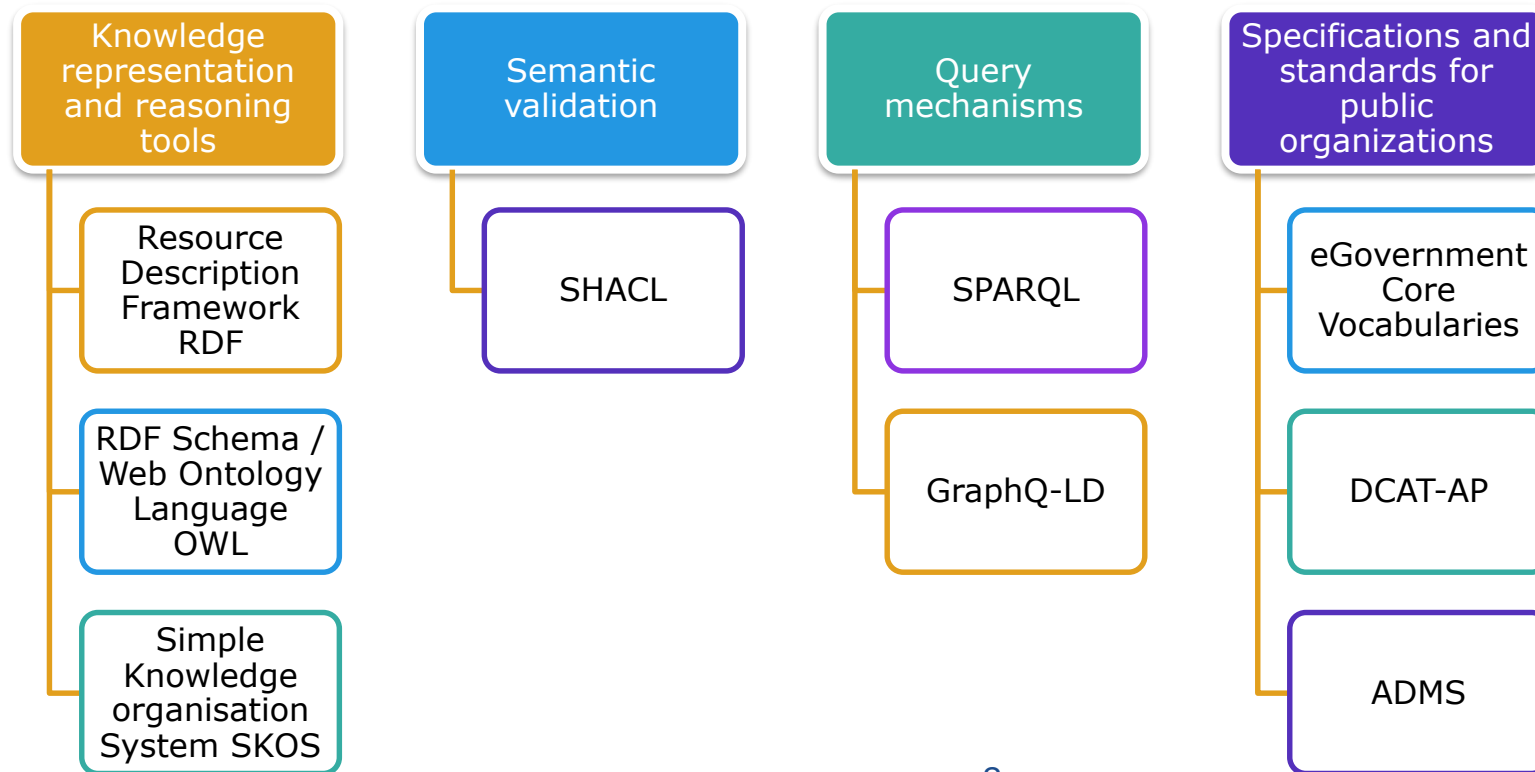 Knowledge
representation
and reasoning
tools
Resource
Description
Framework
RDF
RDF Schema /
Web Ontology
Language
OWL
Simple
Knowledge
organisation
System SKOS
Semantic
validation
SHACL
Query
mechanisms
SPARQL
GraphQ-LD
Specifications and
standards for
public
organizations
eGovernment
Core
Vocabularies
DCAT-AP
ADMS